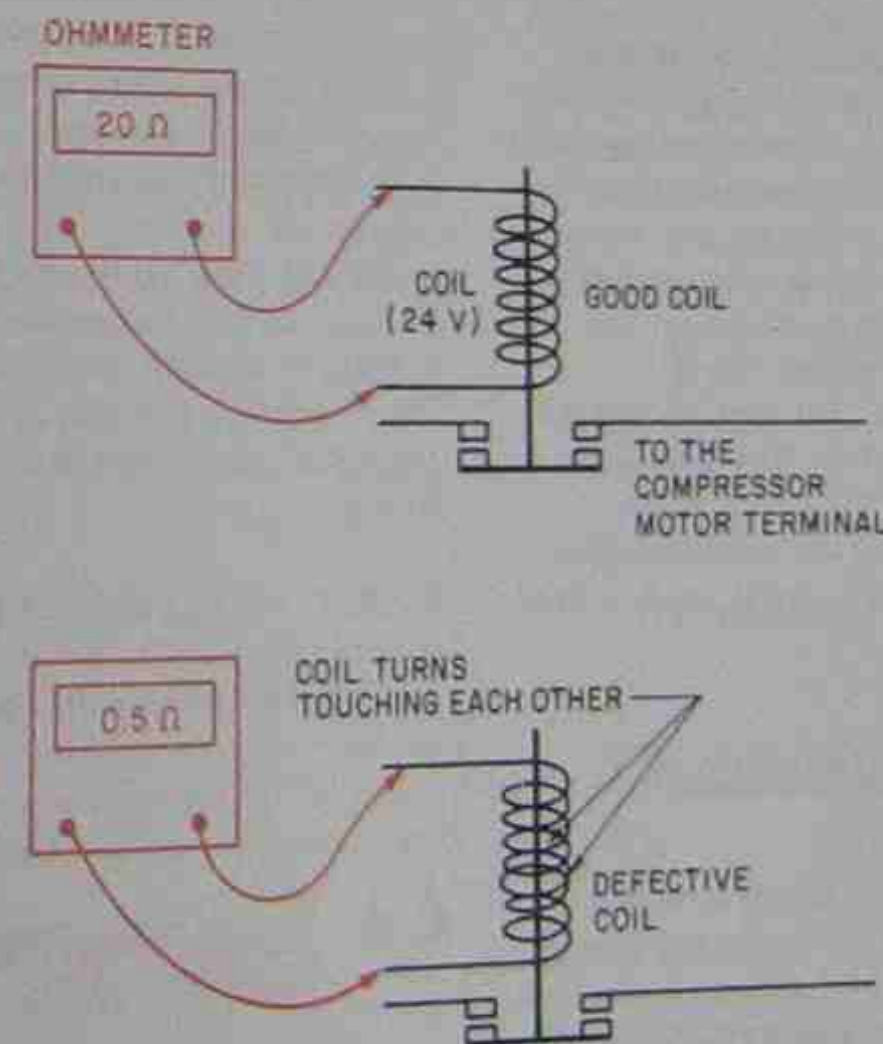 OHMMETER
20 Ω
COIL
(24 V)
GOOD COIL
TO THE
COMPRESSOR
MOTOR TERMINAL
COIL TURNS
TOUCHING EACH OTHER
0.5 Ω
DEFECTIVE
COIL